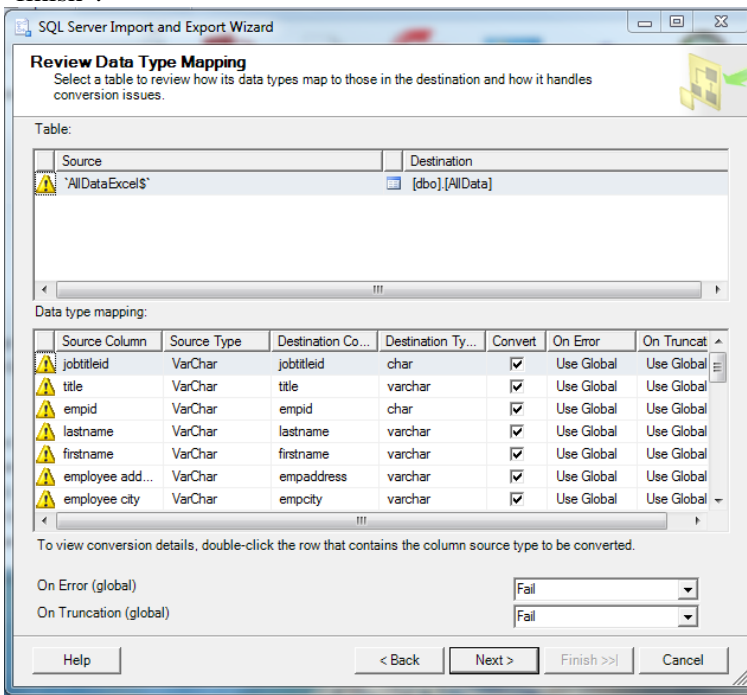 SQL Server Import and Export Wizard
Review Data Type Mapping
Select a table to review how its data types map to those in the destination and how it handles
conversion issues.
Table:
Source Destination
`AllDataExcel$` [dbo].[AllData]
Data type mapping:
Source Column Source Type Destination Co... Destination Ty... Convert On Error On Truncat
jobtitleid VarChar jobtitleid char Use Global Use Global
title VarChar title varchar Use Global Use Global
empid VarChar empid char Use Global Use Global
lastname VarChar lastname varchar Use Global Use Global
firstname VarChar firstname varchar Use Global Use Global
employee add... VarChar empaddress varchar Use Global Use Global
employee city VarChar empcity varchar Use Global Use Global
To view conversion details, double-click the row that contains the column source type to be converted.
On Error (global) Fail
On Truncation (global) Fail
Help < Back Next > Finish >>| Cancel